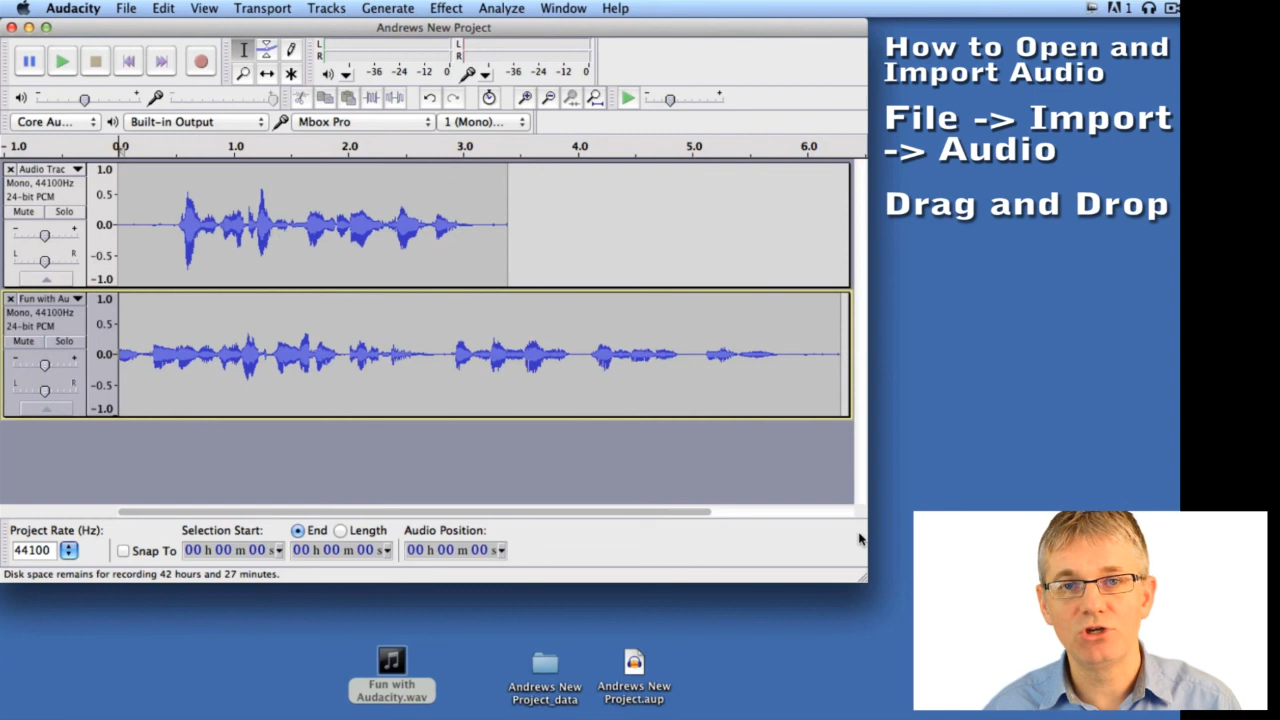 Audacity File Edit View Transport Tracks Generate Effect Analyze Window Help 1
Andrews New Project
L
R
-36 -24 -12 0
L
R
-36 -24 -12 0
Core Au... Built-in Output Mbox Pro 1 (Mono)...
- 1.0 0.0 1.0 2.0 3.0 4.0 5.0 6.0
Audio Trac
Mono, 44100Hz
24-bit PCM
Mute Solo
- +
L R
1.0
0.5-
0.0-
-0.5-
-1.0
Fun with Au
Mono, 44100Hz
24-bit PCM
Mute Solo
- +
L R
1.0
0.5-
0.0-
-0.5-
-1.0
Project Rate (Hz): Selection Start: End Length Audio Position:
44100 Snap To 00 h 00 m 00 s 00 h 00 m 00 s 00 h 00 m 00 s
Disk space remains for recording 42 hours and 27 minutes.
How to Open and
Import Audio
File -> Import
-> Audio
Drag and Drop
Fun with
Audacity.wav
Andrews New
Project_data
Andrews New
Project.aup